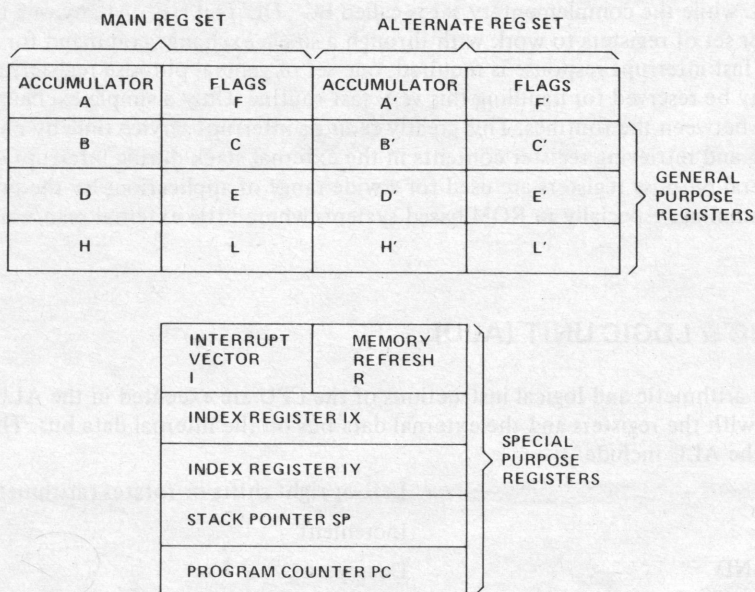 MAIN REG SET
ALTERNATE REG SET
ACCUMULATOR
A
FLAGS
F
ACCUMULATOR
A'
FLAGS
F'
B
C
B'
C'
D
E
D'
E'
H
L
H'
L'
GENERAL
PURPOSE
REGISTERS
INTERRUPT
VECTOR
I
MEMORY
REFRESH
R
INDEX REGISTER IX
INDEX REGISTER IY
STACK POINTER SP
PROGRAM COUNTER PC
SPECIAL
PURPOSE
REGISTERS